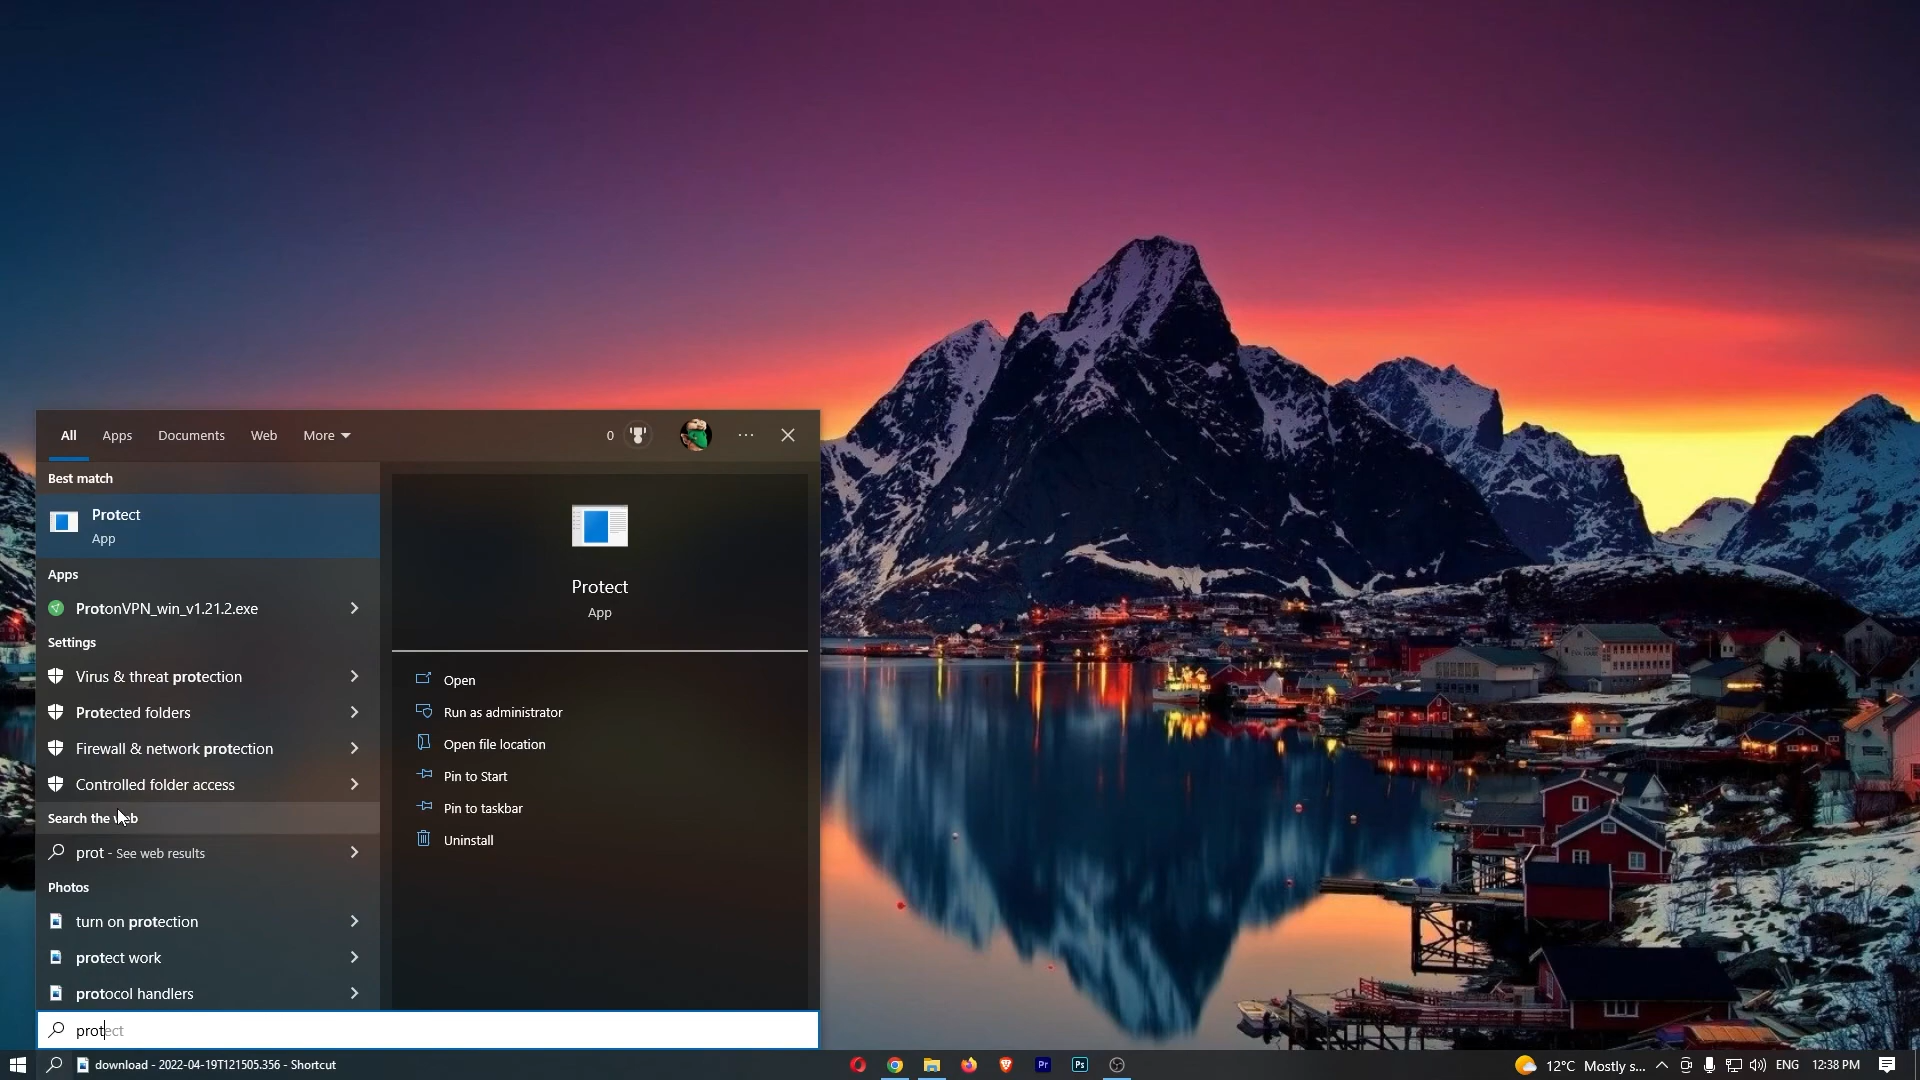 All Apps Documents Web More 0
Best match
Protect
App
Apps
ProtonVPN_win_v1.21.2.exe
Settings
Virus & threat protection
Protected folders
Firewall & network protection
Controlled folder access
Search the web
prot - See web results
Photos
turn on protection
protect work
protocol handlers
protect
Protect
App
Open
Run as administrator
Open file location
Pin to Start
Pin to taskbar
Uninstall
download - 2022-04-19T121505.356 - Shortcut
Pr
Ps
12°C Mostly s... ENG 12:38 PM